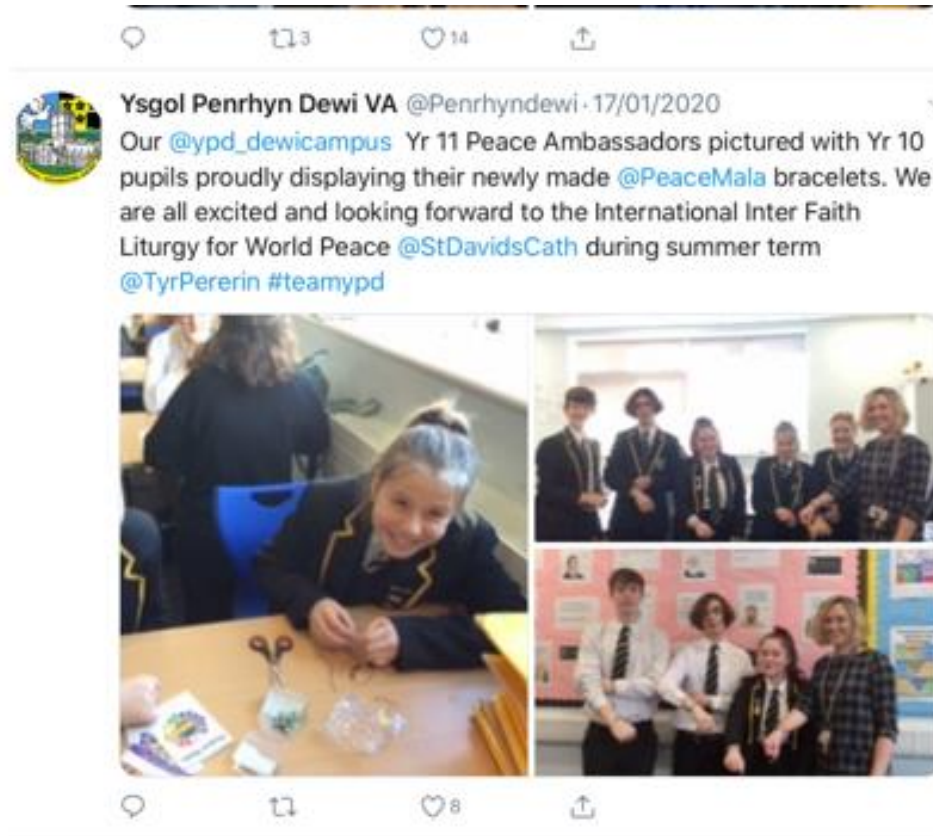 3 14
Ysgol Penrhyn Dewi VA @Penrhyndewi · 17/01/2020
Our @ypd_dewicampus Yr 11 Peace Ambassadors pictured with Yr 10
pupils proudly displaying their newly made @PeaceMala bracelets. We
are all excited and looking forward to the International Inter Faith
Liturgy for World Peace @StDavidsCath during summer term
@TyrPererin #teamypd
8